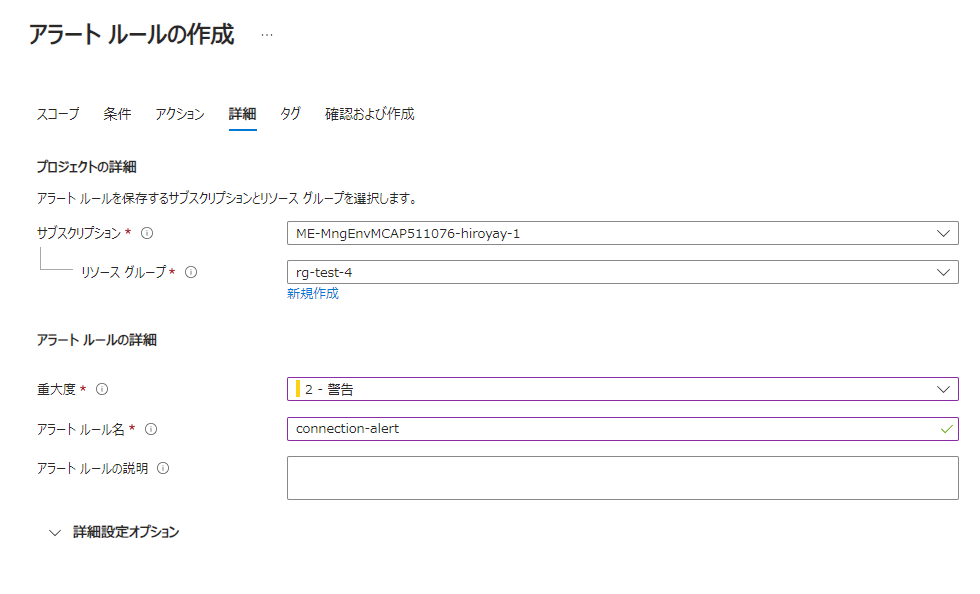 アラート ルールの作成 …
スコープ 条件 アクション 詳細 タグ 確認および作成
プロジェクトの詳細
アラート ルールを保存するサブスクリプションとリソース グループを選択します。
サブスクリプション * ME-MngEnvMCAP511076-hiroyay-1
リソース グループ * rg-test-4
新規作成
アラート ルールの詳細
重大度 * 2 - 警告
アラート ルール名 * connection-alert
アラート ルールの説明
詳細設定オプション